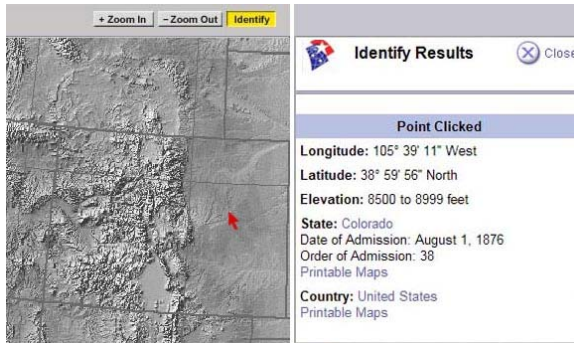 + Zoom In
− Zoom Out
Identify
Identify Results
Close
Point Clicked
Longitude: 105° 39' 11" West
Latitude: 38° 59' 56" North
Elevation: 8500 to 8999 feet
State: Colorado
Date of Admission: August 1, 1876
Order of Admission: 38
Printable Maps
Country: United States
Printable Maps